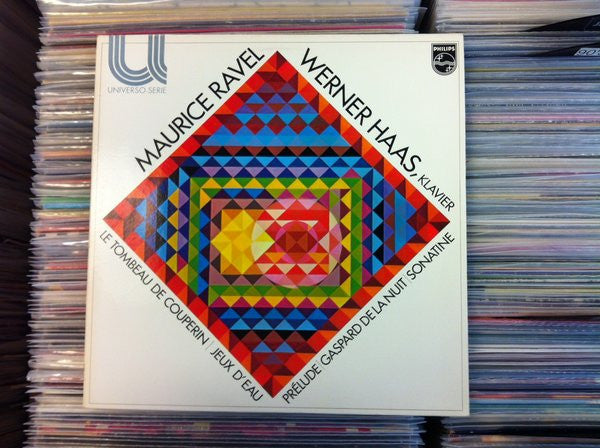 UNIVERSO SERIE
PHILIPS
MAURICE RAVEL
WERNER HAAS, KLAVIER
LE TOMBEAU DE COUPERIN | JEUX D'EAU
PRÉLUDE GASPARD DE LA NUIT SONATINE